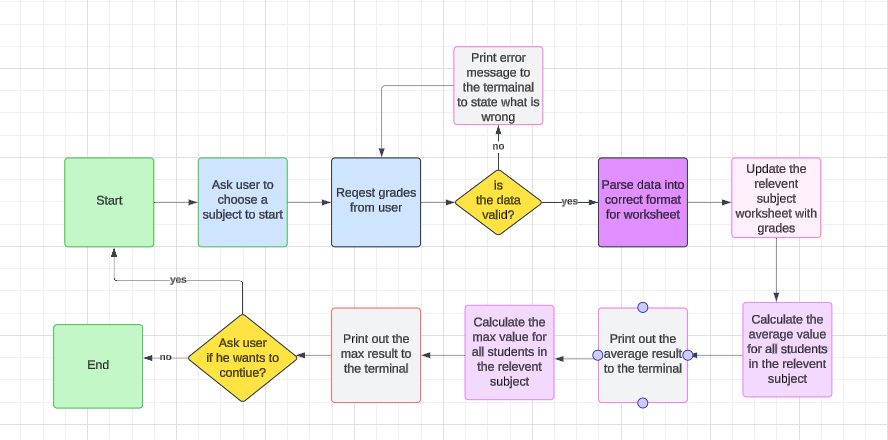 Print error
message to
the termainal
to state what is
wrong
no
Start
Ask user to
choose a
subject to start
Reqest grades
from user
is
the data
valid?
yes
Parse data into
correct format
for worksheet
Update the
relevent
subject
worksheet with
grades
yes
End
no
Ask user
if he wants to
contiue?
Print out the
max result to
the terminal
Calculate the
max value for
all students in
the relevent
subject
Print out the
average result
to the terminal
Calculate the
average value
for all students
in the relevent
subject